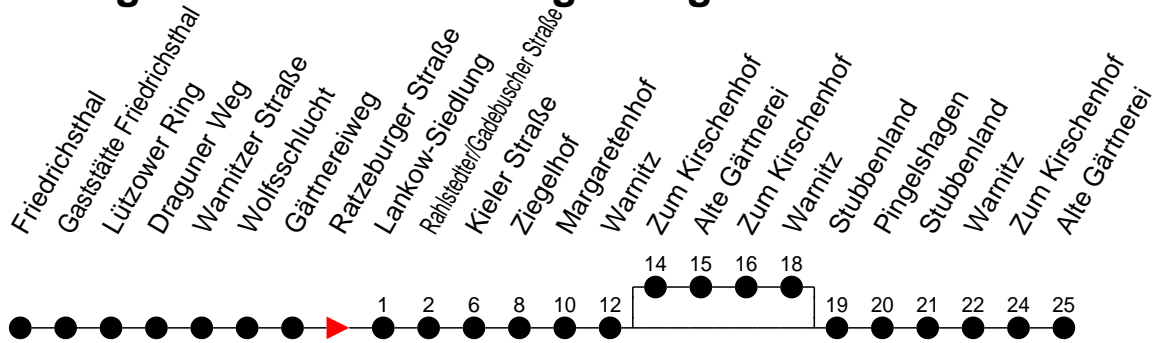 Friedrichsthal
Gaststätte Friedrichsthal
Lützower Ring
Draguner Weg
Warnitzer Straße
Wolfsschlucht
Gärtnereiweg
Ratzeburger Straße
Lankow-Siedlung
Rahlstedter/Gadebuscher Straße
Kieler Straße
Ziegelhof
Margaretenhof
Warnitz
Zum Kirschenhof
Alte Gärtnerei
Zum Kirschenhof
Warnitz
Stubbenland
Pingelshagen
Stubbenland
Warnitz
Zum Kirschenhof
Alte Gärtnerei
14 15 16 18
1 2 6 8 10 12 19 20 21 22 24 25